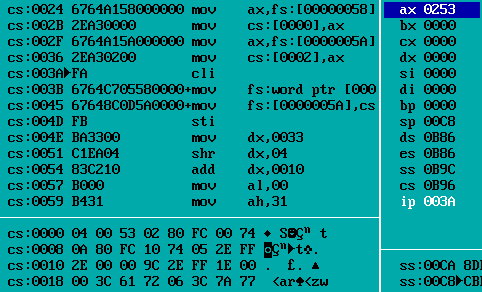 cs:0024 6764A158000000 mov ax,fs:[00000058]
cs:002B 2EA30000 mov cs:[0000],ax
cs:002F 6764A15A000000 mov ax,fs:[0000005A]
cs:0036 2EA30200 mov cs:[0002],ax
cs:003A►FA cli
cs:003B 6764C705580000+mov fs:word ptr [000
cs:0045 67648C0D5A0000+mov fs:[0000005A],cs
cs:004E FB sti
cs:004F BA3300 mov dx,0033
cs:0051 C1EA04 shr dx,04
cs:0054 83C210 add dx,0010
cs:0057 B000 mov al,00
cs:0059 B431 mov ah,31
cs:0000 04 00 53 02 80 FC 00 74 ♦ S☻Çⁿ t
cs:0008 0A 80 FC 10 74 05 2E FF ◙Çⁿ►t♣.
cs:0010 2E 00 00 9C 2E FF 1E 00 . £. ▲
cs:0018 00 3C 61 72 06 3C 7A 77 <ar♠<zw
ax 0253
bx 0000
cx 0000
dx 0000
si 0000
di 0000
bp 0000
sp 00C8
ds 0B86
es 0B86
ss 0B9C
cs 0B96
ip 003A
ss:00CA 8D
ss:00C8►CB